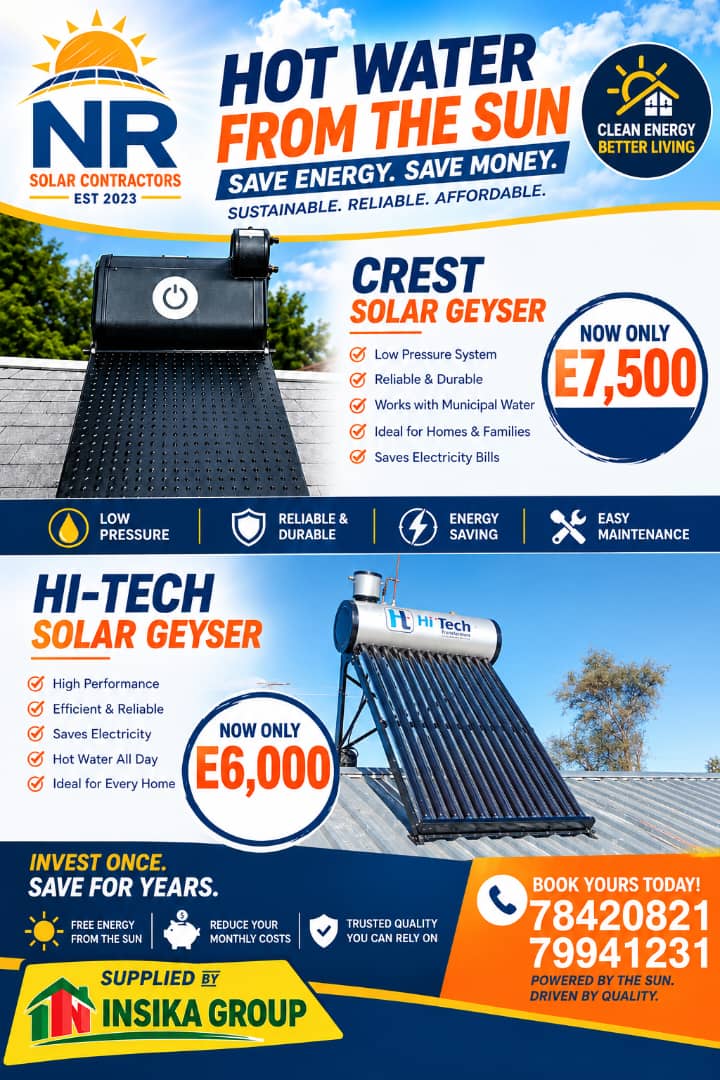 NR
SOLAR CONTRACTORS
EST 2023
HOT WATER
FROM THE SUN
SAVE ENERGY. SAVE MONEY.
SUSTAINABLE. RELIABLE. AFFORDABLE.
CLEAN ENERGY
BETTER LIVING
CREST
SOLAR GEYSER
Low Pressure System
Reliable & Durable
Works with Municipal Water
Ideal for Homes & Families
Saves Electricity Bills
NOW ONLY
E7,500
LOW
PRESSURE
RELIABLE &
DURABLE
ENERGY
SAVING
EASY
MAINTENANCE
HI-TECH
SOLAR GEYSER
High Performance
Efficient & Reliable
Saves Electricity
Hot Water All Day
Ideal for Every Home
NOW ONLY
E6,000
Hi Tech
INVEST ONCE.
SAVE FOR YEARS.
FREE ENERGY
FROM THE SUN
REDUCE YOUR
MONTHLY COSTS
TRUSTED QUALITY
YOU CAN RELY ON
BOOK YOURS TODAY!
78420821
79941231
POWERED BY THE SUN.
DRIVEN BY QUALITY.
SUPPLIED BY
IN INSIKA GROUP